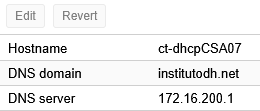 Edit Revert
Hostname ct-dhcpCSA07
DNS domain institutodh.net
DNS server 172.16.200.1